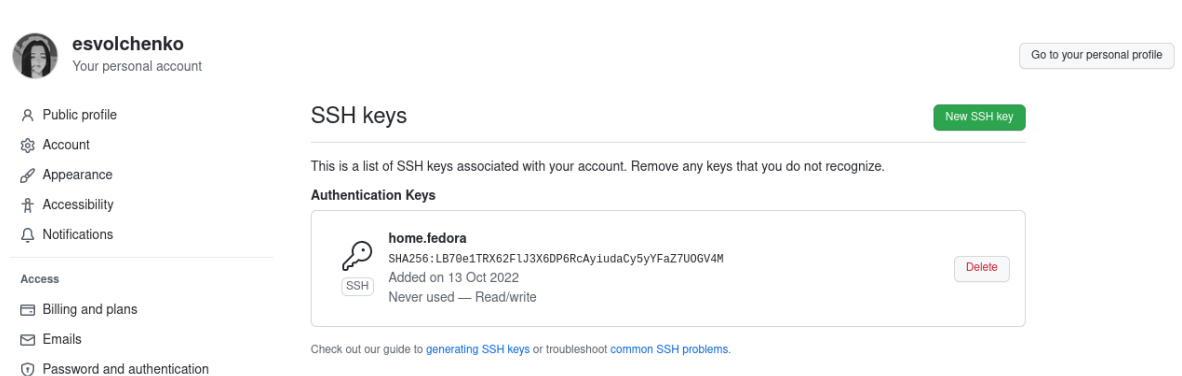 esvolchenko
Your personal account
Go to your personal profile
Public profile
Account
Appearance
Accessibility
Notifications
Access
Billing and plans
Emails
Password and authentication
SSH keys
New SSH key
This is a list of SSH keys associated with your account. Remove any keys that you do not recognize.
Authentication Keys
home.fedora
SHA256:LB70e1TRX62FlJ3X6DP6RcAyiudaCy5yYFaZ7UOGV4M
Added on 13 Oct 2022
Never used — Read/write
SSH
Delete
Check out our guide to generating SSH keys or troubleshoot common SSH problems.